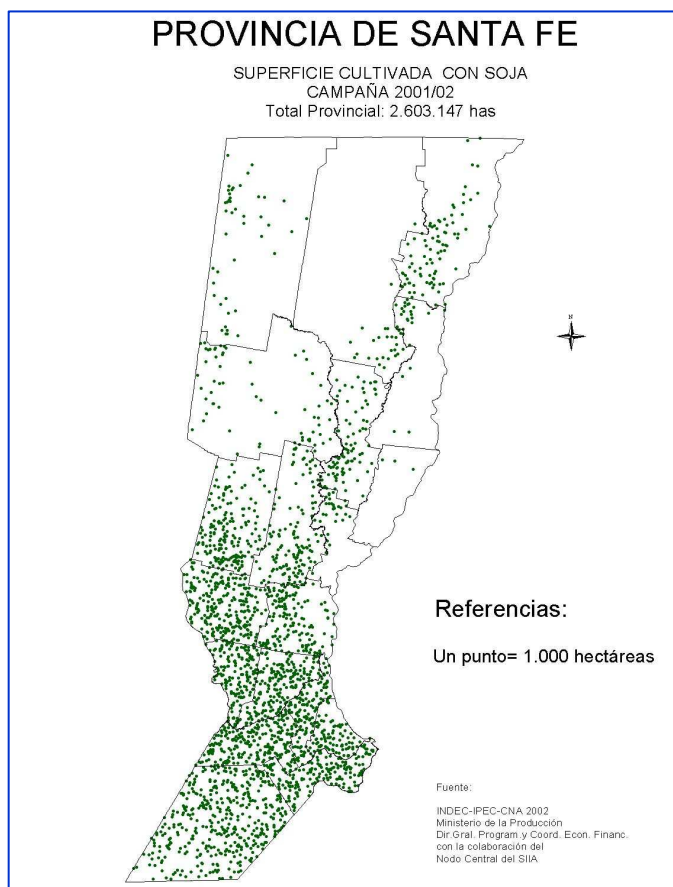 PROVINCIA DE SANTA FE
SUPERFICIE CULTIVADA CON SOJA
CAMPAÑA 2001/02
Total Provincial: 2.603.147 has
N
Referencias:
Un punto= 1.000 hectáreas
Fuente:
INDEC-IPEC-CNA 2002
Ministerio de la Producción
Dir.Gral. Program.y Coord. Econ. Financ.
con la colaboración del
Nodo Central del SIIA